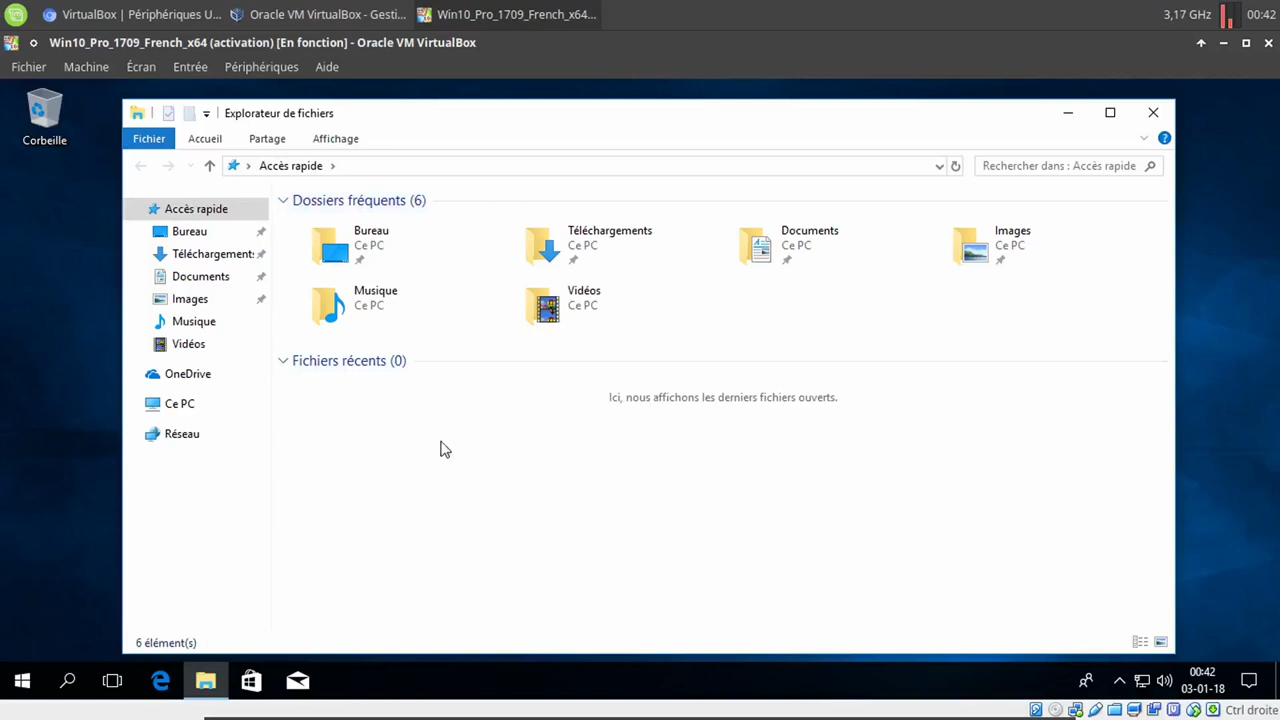 VirtualBox | Périphériques U...
Oracle VM VirtualBox - Gesti...
Win10_Pro_1709_French_x64...
3,17 GHz
00:42
Win10_Pro_1709_French_x64 (activation) [En fonction] - Oracle VM VirtualBox
Fichier Machine Écran Entrée Périphériques Aide
Corbeille
Explorateur de fichiers
Fichier Accueil Partage Affichage
Accès rapide
Rechercher dans : Accès rapide
Accès rapide
Bureau
Téléchargement:
Documents
Images
Musique
Vidéos
OneDrive
Ce PC
Réseau
Dossiers fréquents (6)
Bureau
Ce PC
Téléchargements
Ce PC
Documents
Ce PC
Images
Ce PC
Musique
Ce PC
Vidéos
Ce PC
Fichiers récents (0)
Ici, nous affichons les derniers fichiers ouverts.
6 élément(s)
00:42
03-01-18
Ctrl droite